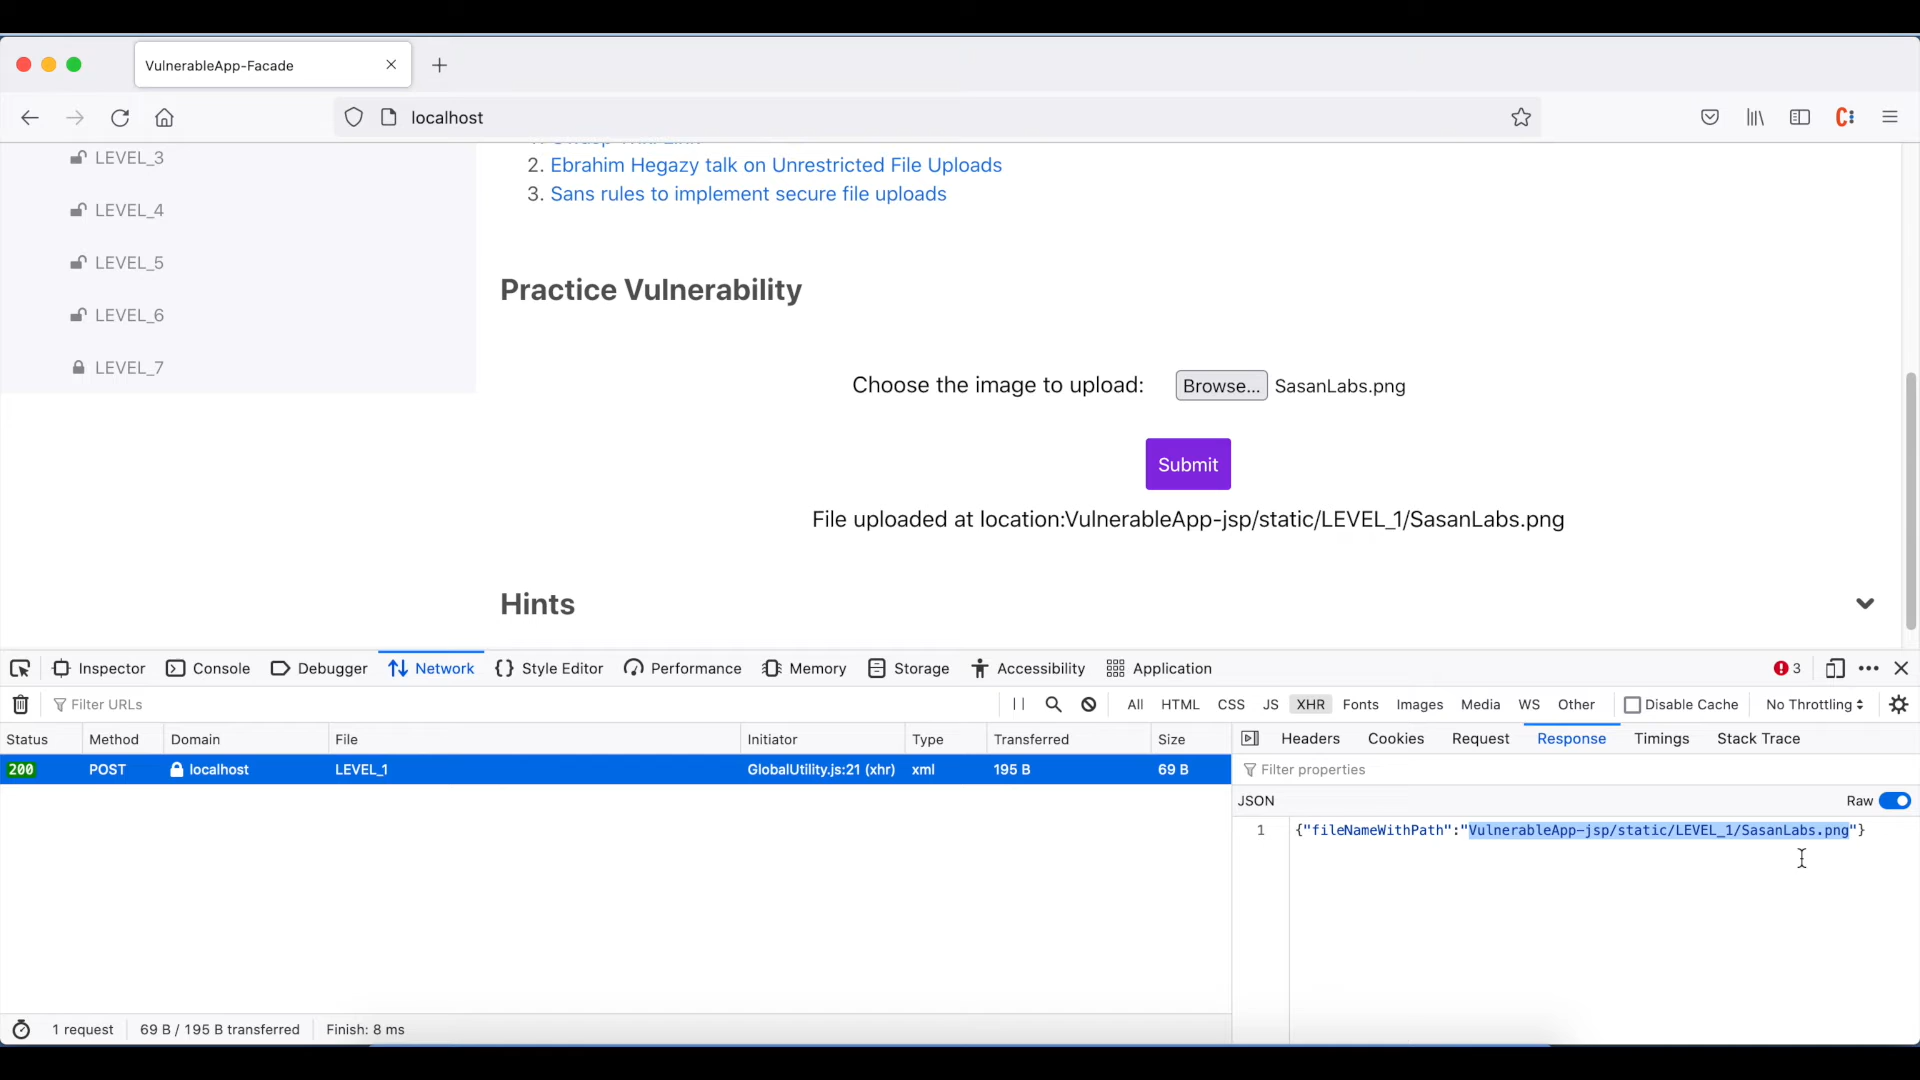 VulnerableApp-Facade
localhost
LEVEL_3
LEVEL_4
LEVEL_5
LEVEL_6
LEVEL_7
2. Ebrahim Hegazy talk on Unrestricted File Uploads
3. Sans rules to implement secure file uploads
Practice Vulnerability
Choose the image to upload: Browse... SasanLabs.png
Submit
File uploaded at location:VulnerableApp-jsp/static/LEVEL_1/SasanLabs.png
Hints
Inspector Console Debugger Network Style Editor Performance Memory Storage Accessibility Application 3
Filter URLs All HTML CSS JS XHR Fonts Images Media WS Other Disable Cache No Throttling
Status Method Domain File Initiator Type Transferred Size
200 POST localhost LEVEL_1 GlobalUtility.js:21 (xhr) xml 195 B 69 B
Headers Cookies Request Response Timings Stack Trace
Filter properties
JSON Raw
1 {"fileNameWithPath":"VulnerableApp-jsp/static/LEVEL_1/SasanLabs.png"}
1 request 69 B / 195 B transferred Finish: 8 ms